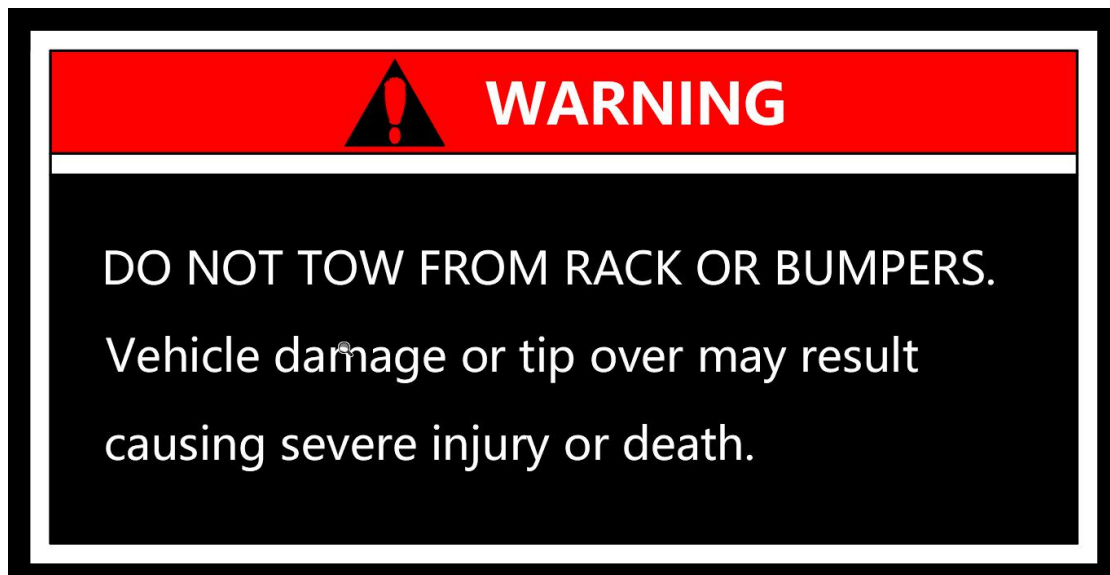 WARNING
DO NOT TOW FROM RACK OR BUMPERS.
Vehicle damage or tip over may result
causing severe injury or death.